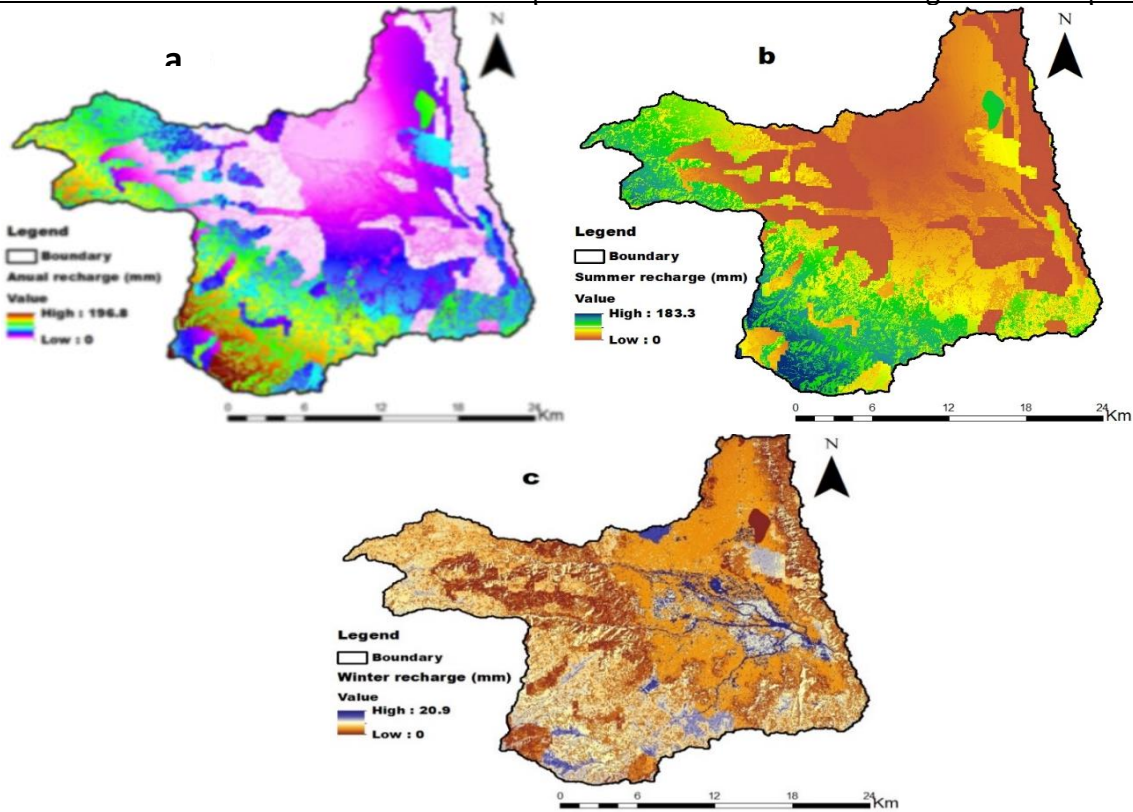 a
N
Legend
Boundary
Anual recharge (mm)
Value
High : 196.8
Low : 0
0 6 12 18 24 Km
b
N
Legend
Boundary
Summer recharge (mm)
Value
High : 183.3
Low : 0
0 6 12 18 24 Km
c
N
Legend
Boundary
Winter recharge (mm)
Value
High : 20.9
Low : 0
0 6 12 18 24 Km